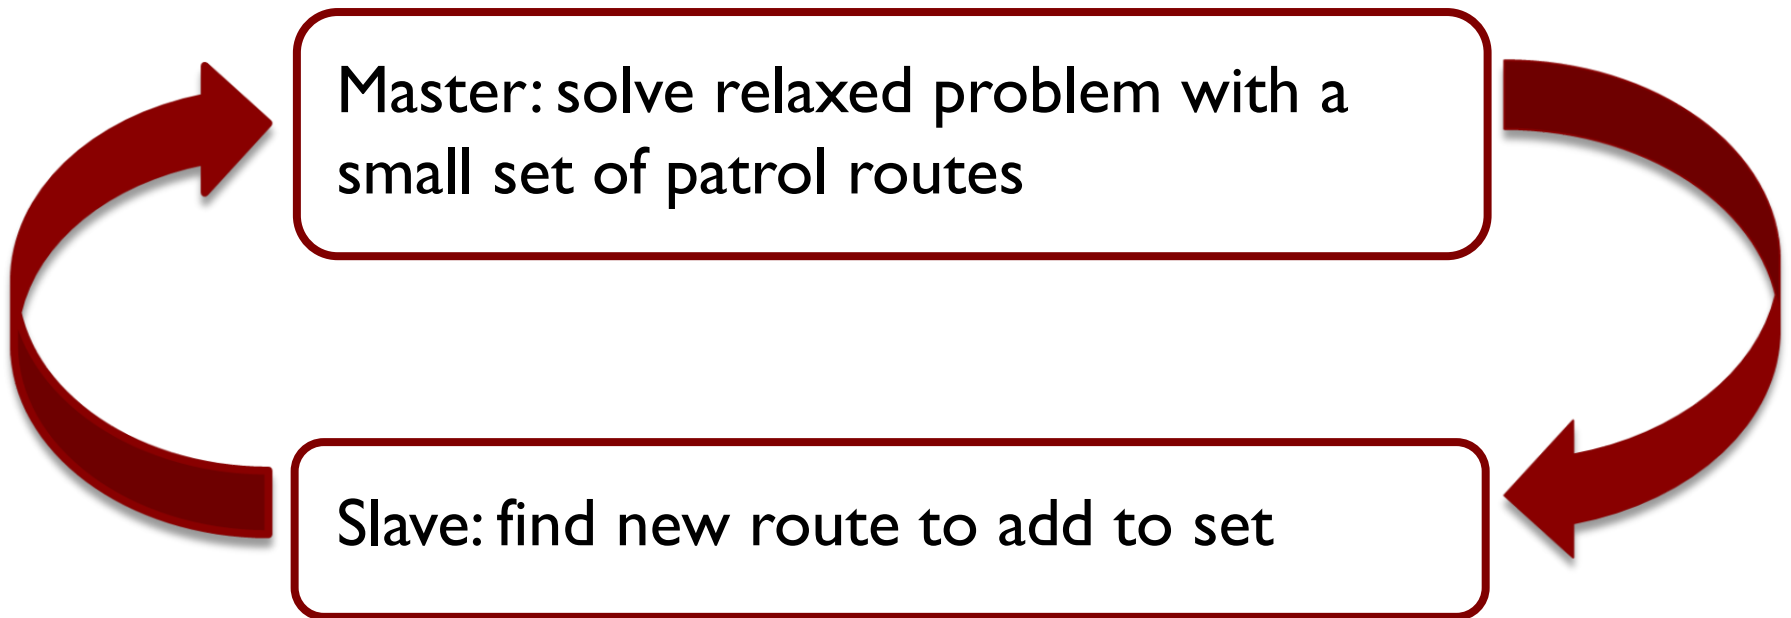 Master: solve relaxed problem with a
small set of patrol routes
Slave: find new route to add to set